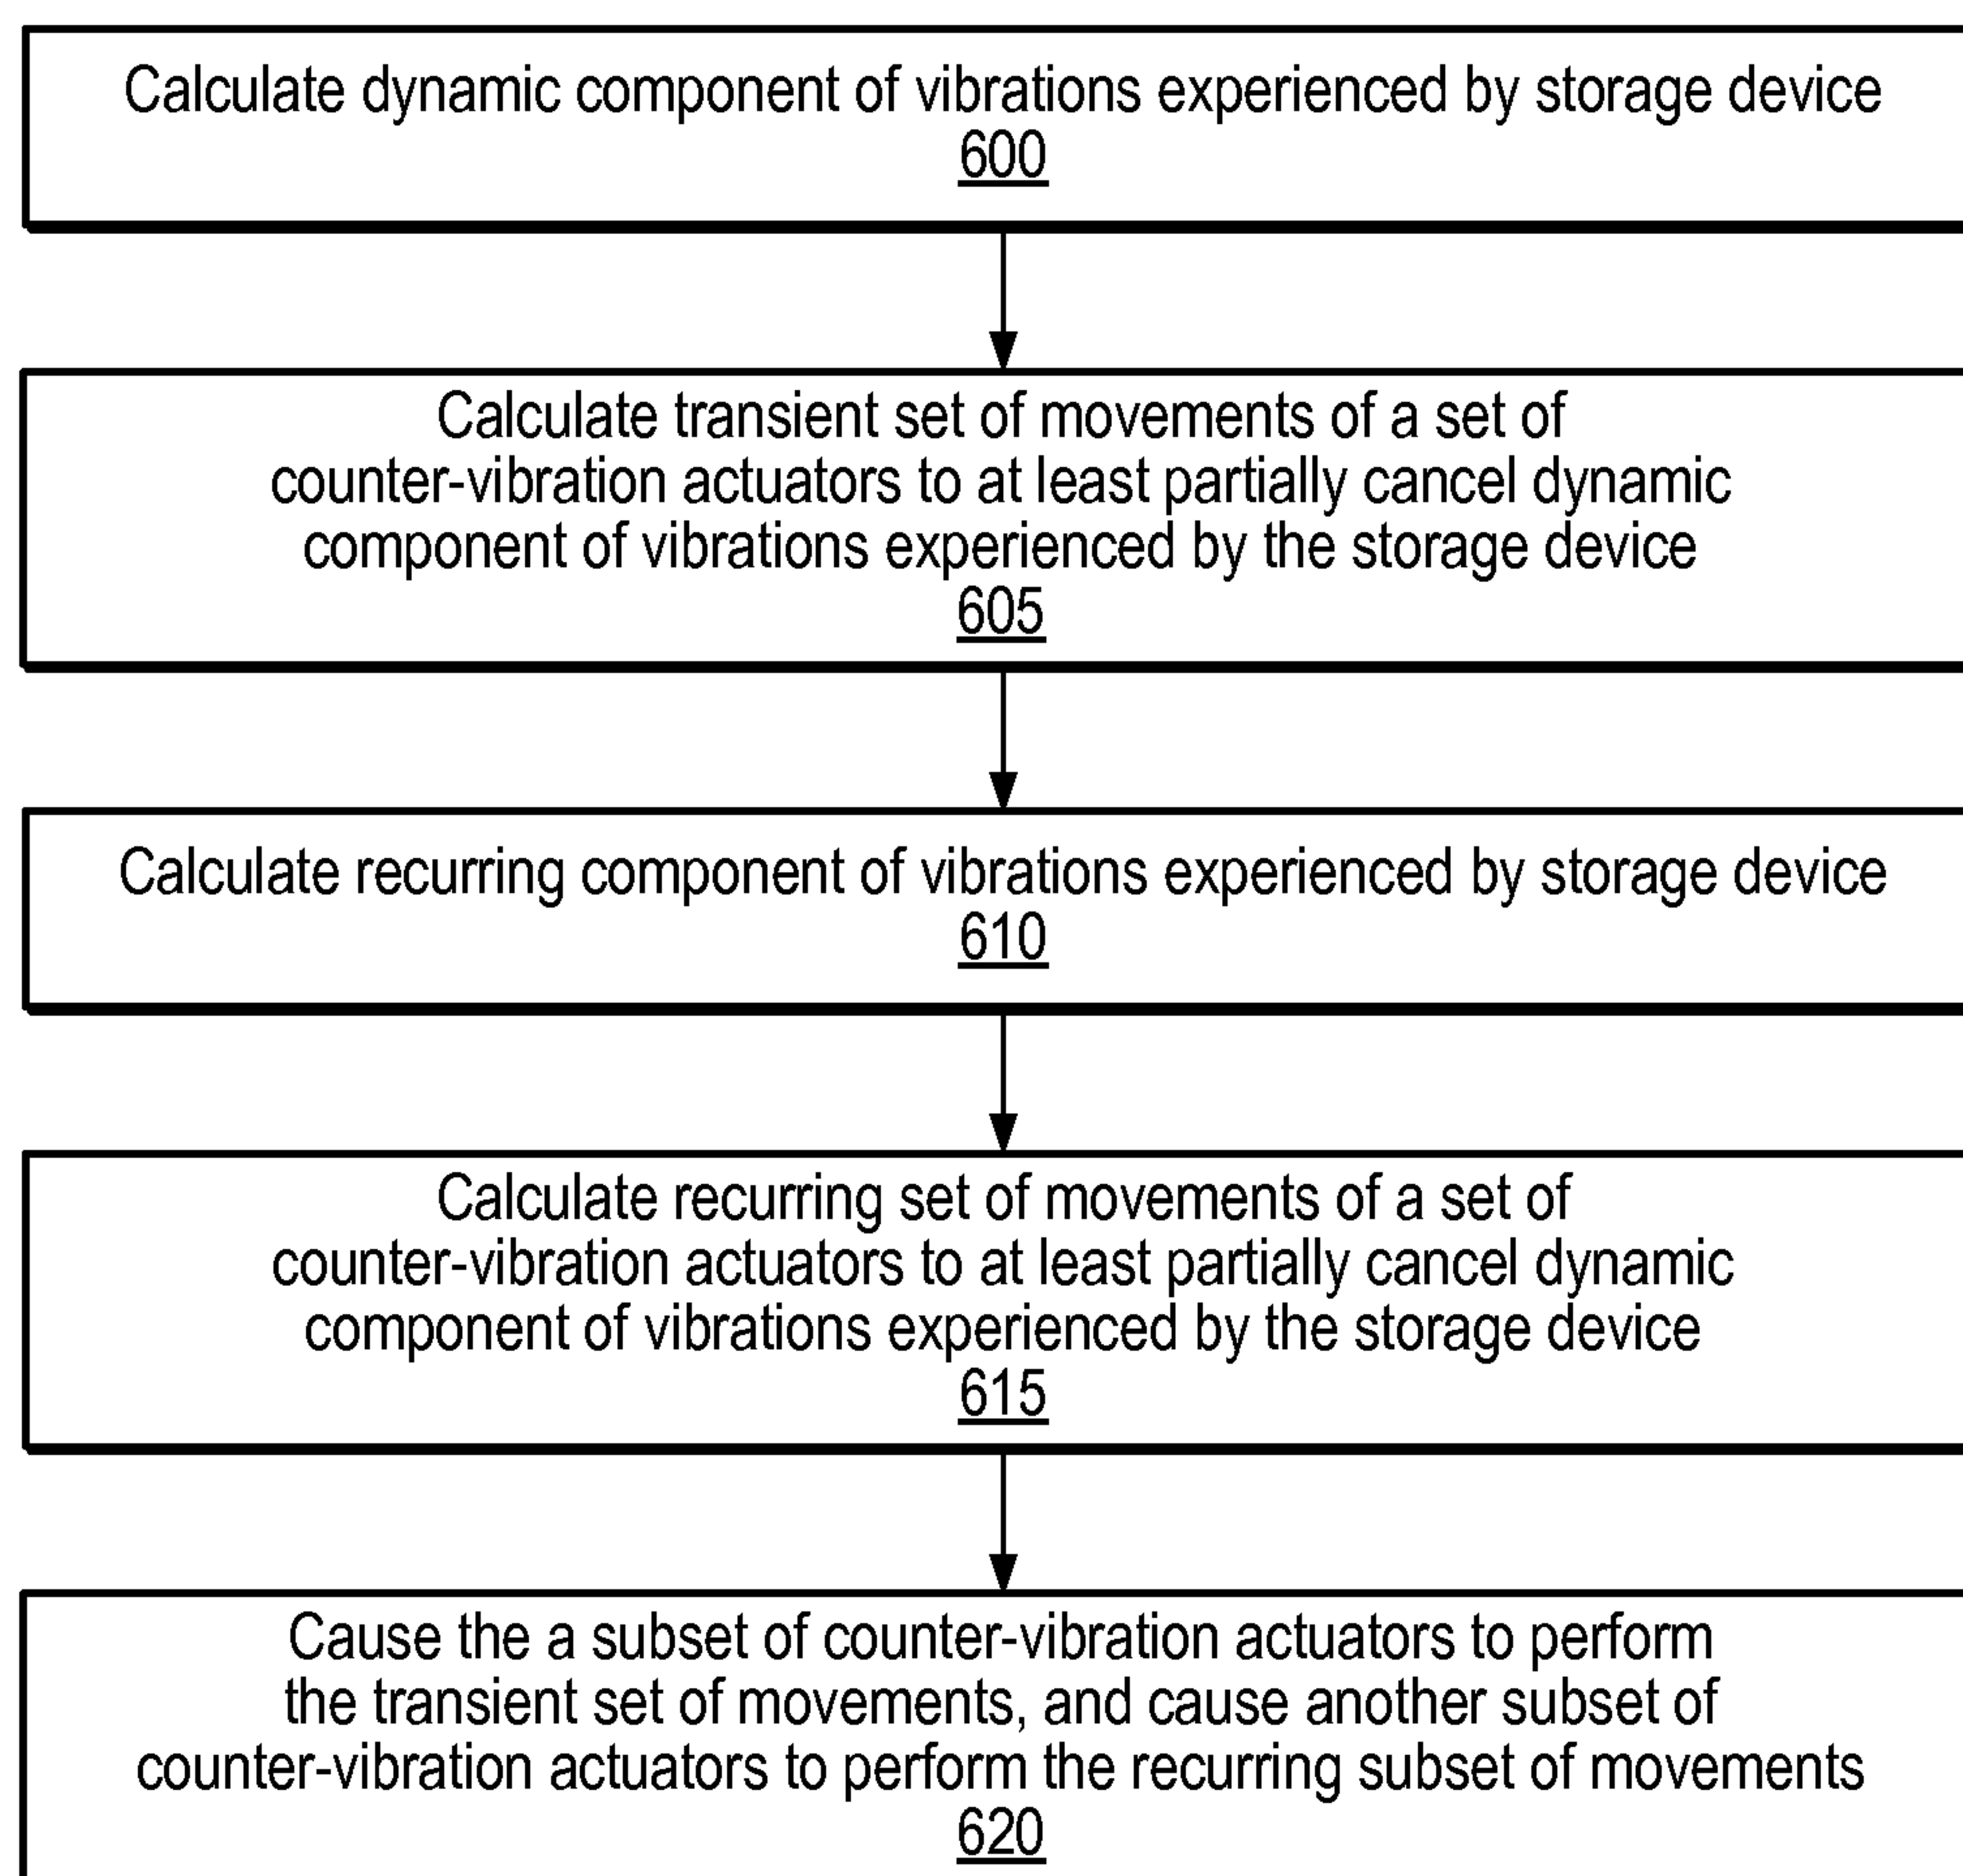 Calculate dynamic component of vibrations experienced by storage device
600
Calculate transient set of movements of a set of
counter-vibration actuators to at least partially cancel dynamic
component of vibrations experienced by the storage device
605
Calculate recurring component of vibrations experienced by storage device
610
Calculate recurring set of movements of a set of
counter-vibration actuators to at least partially cancel dynamic
component of vibrations experienced by the storage device
615
Cause the a subset of counter-vibration actuators to perform
the transient set of movements, and cause another subset of
counter-vibration actuators to perform the recurring subset of movements
620